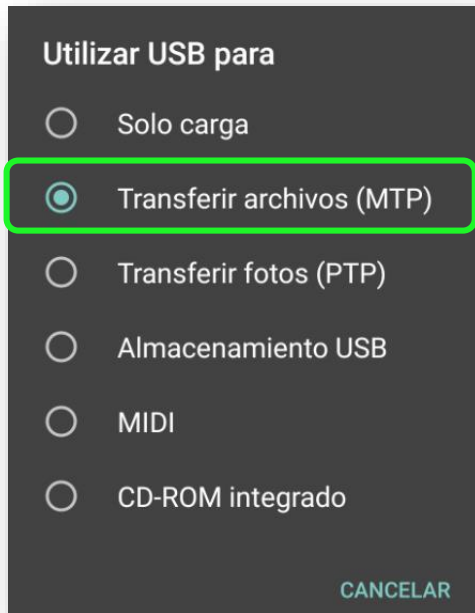 Utilizar USB para
Solo carga
Transferir archivos (MTP)
Transferir fotos (PTP)
Almacenamiento USB
MIDI
CD-ROM integrado
CANCELAR